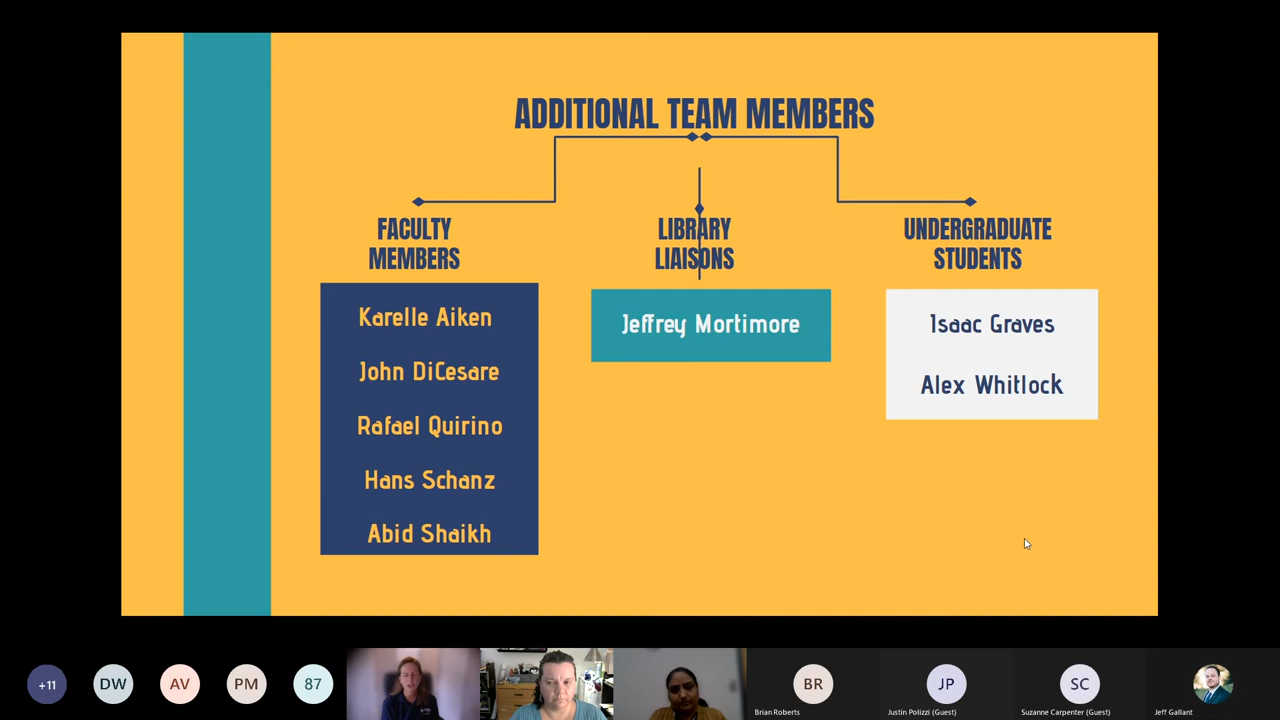 ADDITIONAL TEAM MEMBERS
FACULTY
MEMBERS
Karelle Aiken
John DiCesare
Rafael Quirino
Hans Schanz
Abid Shaikh
LIBRARY
LIAISONS
Jeffrey Mortimore
UNDERGRADUATE
STUDENTS
Isaac Graves
Alex Whitlock
+11
DW
AV
PM
87
BR
Brian Roberts
JP
Justin Polizzi (Guest)
SC
Suzanne Carpenter (Guest)
Jeff Gallant